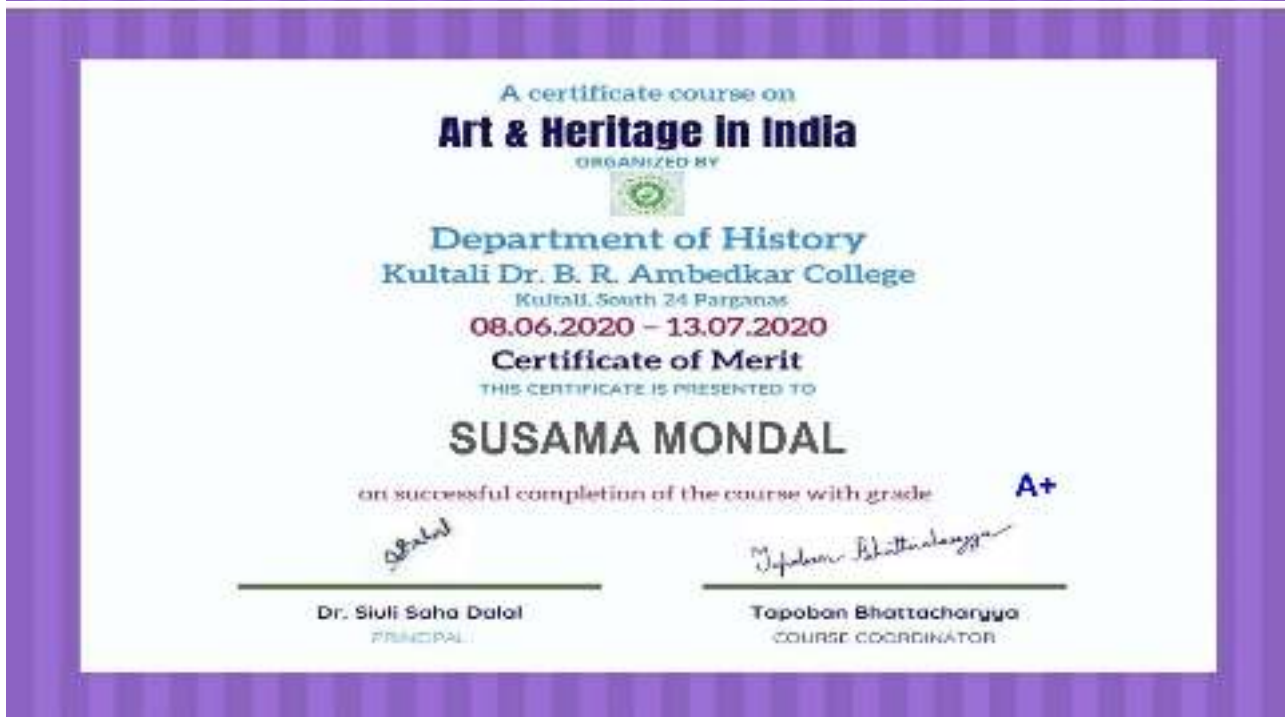 A certificate course on
Art & Heritage in India
ORGANIZED BY
Department of History
Kultali Dr. B. R. Ambedkar College
Kultali, South 24 Parganas
08.06.2020 – 13.07.2020
Certificate of Merit
THIS CERTIFICATE IS PRESENTED TO
SUSAMA MONDAL
on successful completion of the course with grade A+
Tapoban Bhattacharyya
Dr. Siuli Saha Dalal Tapoban Bhattacharyya
PRINCIPAL COURSE COORDINATOR